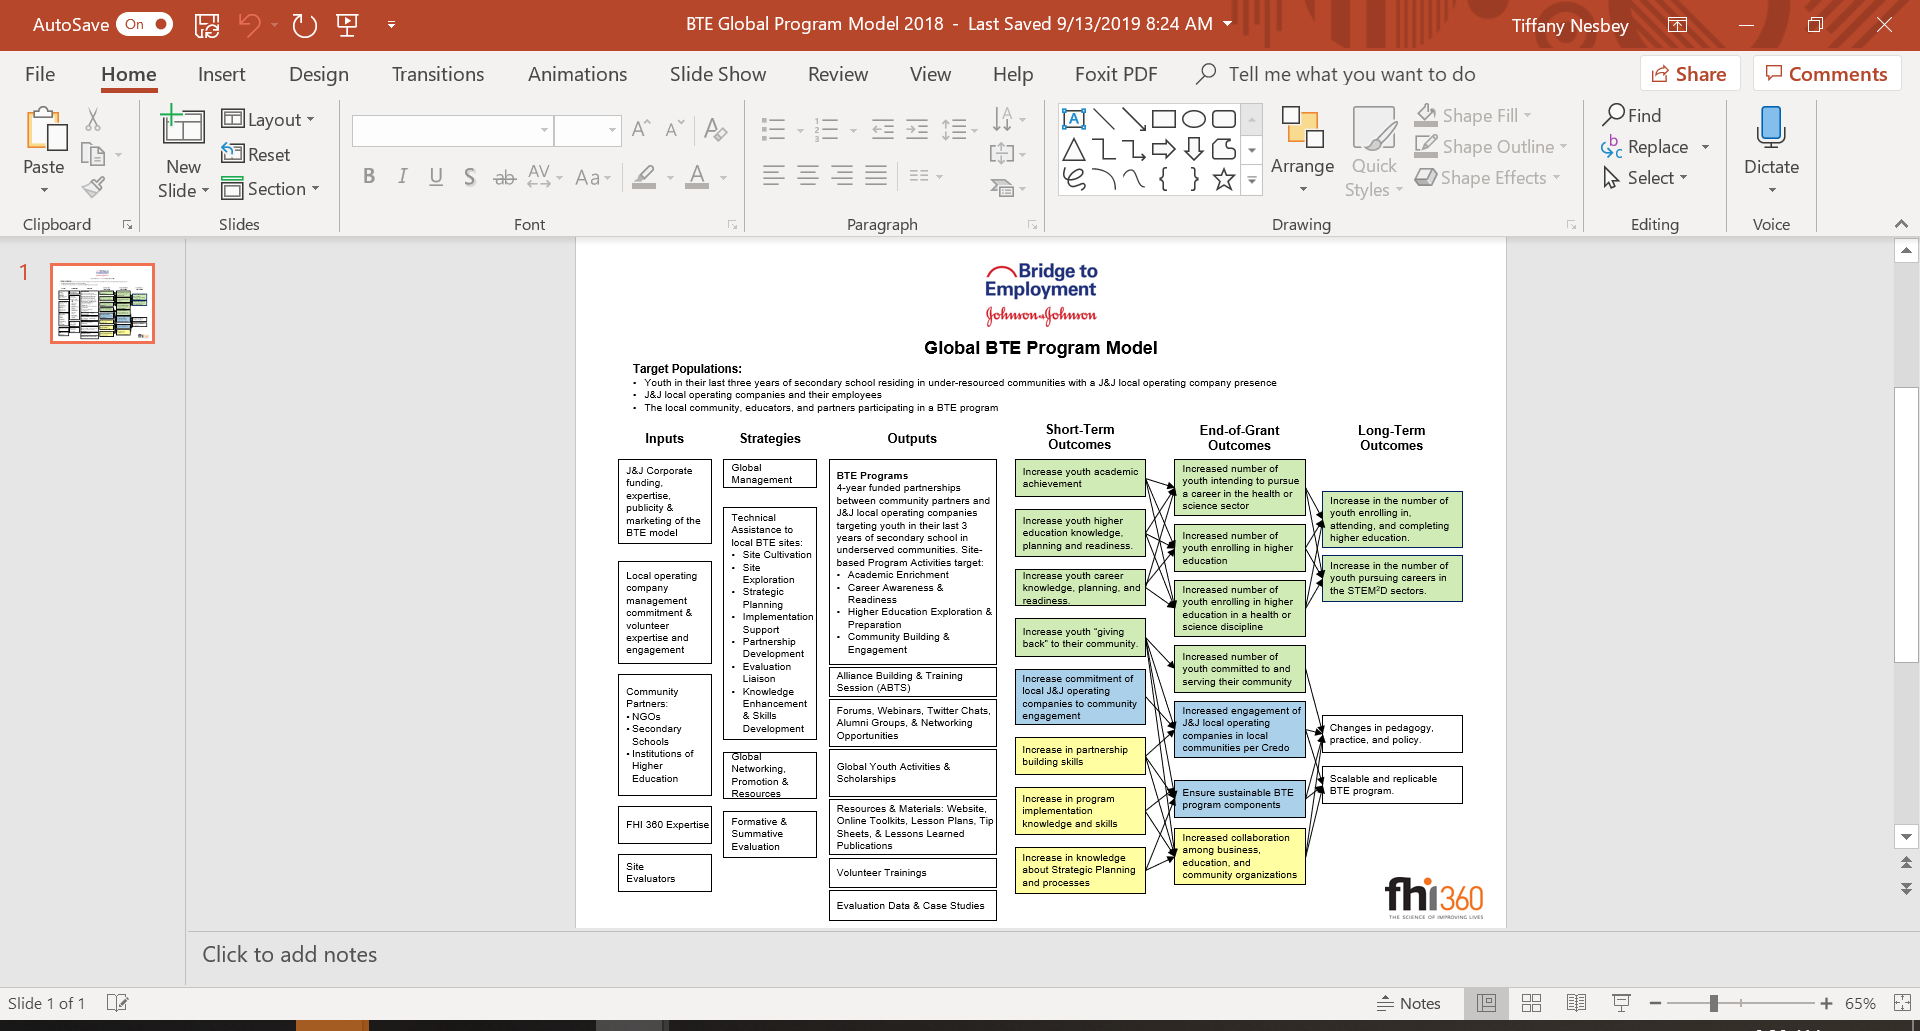 AutoSave On
BTE Global Program Model 2018 - Last Saved 9/13/2019 8:24 AM
Tiffany Nesbey
File Home Insert Design Transitions Animations Slide Show Review View Help Foxit PDF Tell me what you want to do Share Comments
Paste
Clipboard
New
Slide
Layout
Reset
Section
Slides
B I U S ab AV Aa A
Font
Paragraph
Arrange
Quick
Styles
Shape Fill
Shape Outline
Shape Effects
Drawing
Find
Replace
Select
Editing
Dictate
Voice
1
Bridge to
Employment
Johnson & Johnson
Global BTE Program Model
Target Populations:
• Youth in their last three years of secondary school residing in under-resourced communities with a J&J local operating company presence
• J&J local operating companies and their employees
• The local community, educators, and partners participating in a BTE program
Inputs
J&J Corporate
funding,
expertise,
publicity &
marketing of the
BTE model
Local operating
company
management
commitment &
volunteer
expertise and
engagement
Community
Partners:
• NGOs
• Secondary
Schools
• Institutions of
Higher
Education
FHI 360 Expertise
Site
Evaluators
Strategies
Global
Management
Technical
Assistance to
local BTE sites:
• Site Cultivation
• Site
Exploration
• Strategic
Planning
• Implementation
Support
• Partnership
Development
• Evaluation
Liaison
• Knowledge
Enhancement
& Skills
Development
Global
Networking,
Promotion &
Resources
Formative &
Summative
Evaluation
Outputs
BTE Programs
4-year funded partnerships
between community partners and
J&J local operating companies
targeting youth in their last 3
years of secondary school in
underserved communities. Site-
based Program Activities target:
• Academic Enrichment
• Career Awareness &
Readiness
• Higher Education Exploration &
Preparation
• Community Building &
Engagement
Alliance Building & Training
Session (ABTS)
Forums, Webinars, Twitter Chats,
Alumni Groups, & Networking
Opportunities
Global Youth Activities &
Scholarships
Resources & Materials: Website,
Online Toolkits, Lesson Plans, Tip
Sheets, & Lessons Learned
Publications
Volunteer Trainings
Evaluation Data & Case Studies
Short-Term
Outcomes
Increase youth academic
achievement
Increase youth higher
education knowledge,
planning and readiness.
Increase youth career
knowledge, planning, and
readiness.
Increase youth “giving
back” to their community.
Increase commitment of
local J&J operating
companies to community
engagement
Increase in partnership
building skills
Increase in program
implementation
knowledge and skills
Increase in knowledge
about Strategic Planning
and processes
End-of-Grant
Outcomes
Increased number of
youth intending to pursue
a career in the health or
science sector
Increased number of
youth enrolling in higher
education
Increased number of
youth enrolling in higher
education in a health or
science discipline
Increased number of
youth committed to and
serving their community
Increased engagement of
J&J local operating
companies in local
communities per Credo
Ensure sustainable BTE
program components
Increased collaboration
among business,
education, and
community organizations
Long-Term
Outcomes
Increase in the number of
youth enrolling in,
attending, and completing
higher education.
Increase in the number of
youth pursuing careers in
the STEM²D sectors.
Changes in pedagogy,
practice, and policy.
Scalable and replicable
BTE program.
fhi360
THE SCIENCE OF IMPROVING LIVES
Click to add notes
Slide 1 of 1
Notes
65%